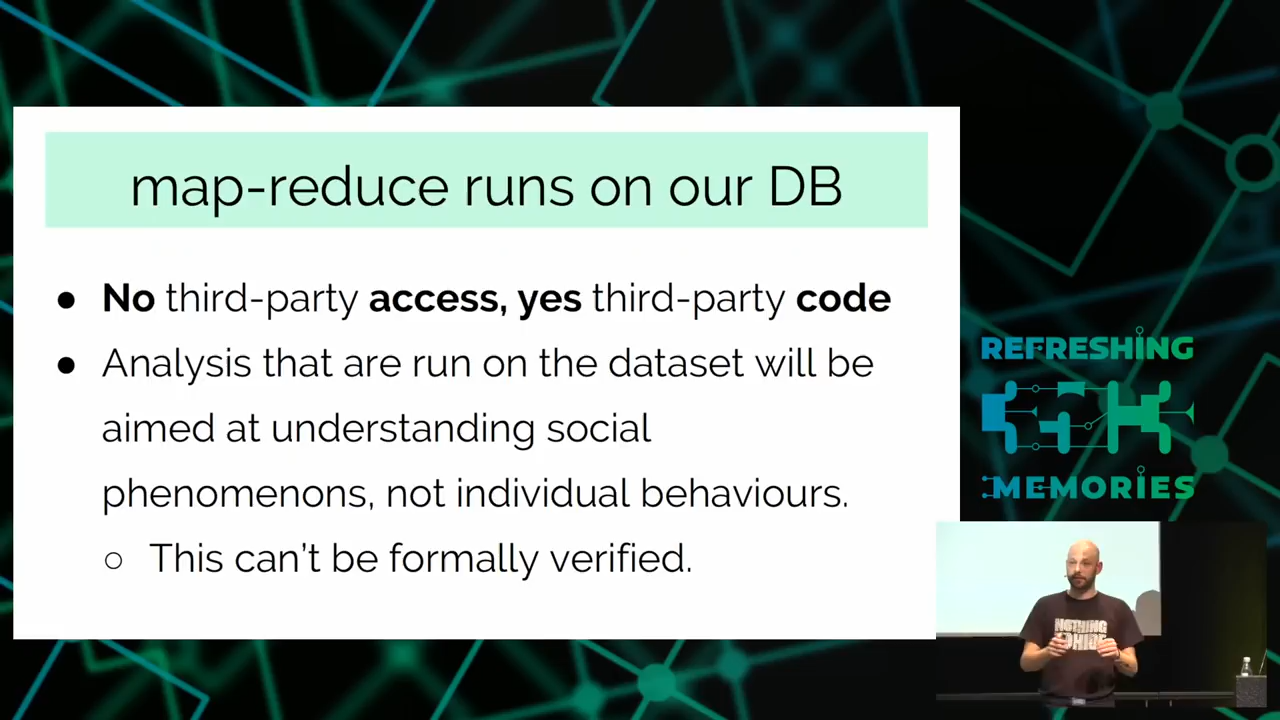 map-reduce runs on our DB
● No third-party access, yes third-party code
● Analysis that are run on the dataset will be
aimed at understanding social
phenomenons, not individual behaviours.
○ This can't be formally verified.
REFRESHING
MEMORIES
NOTHING